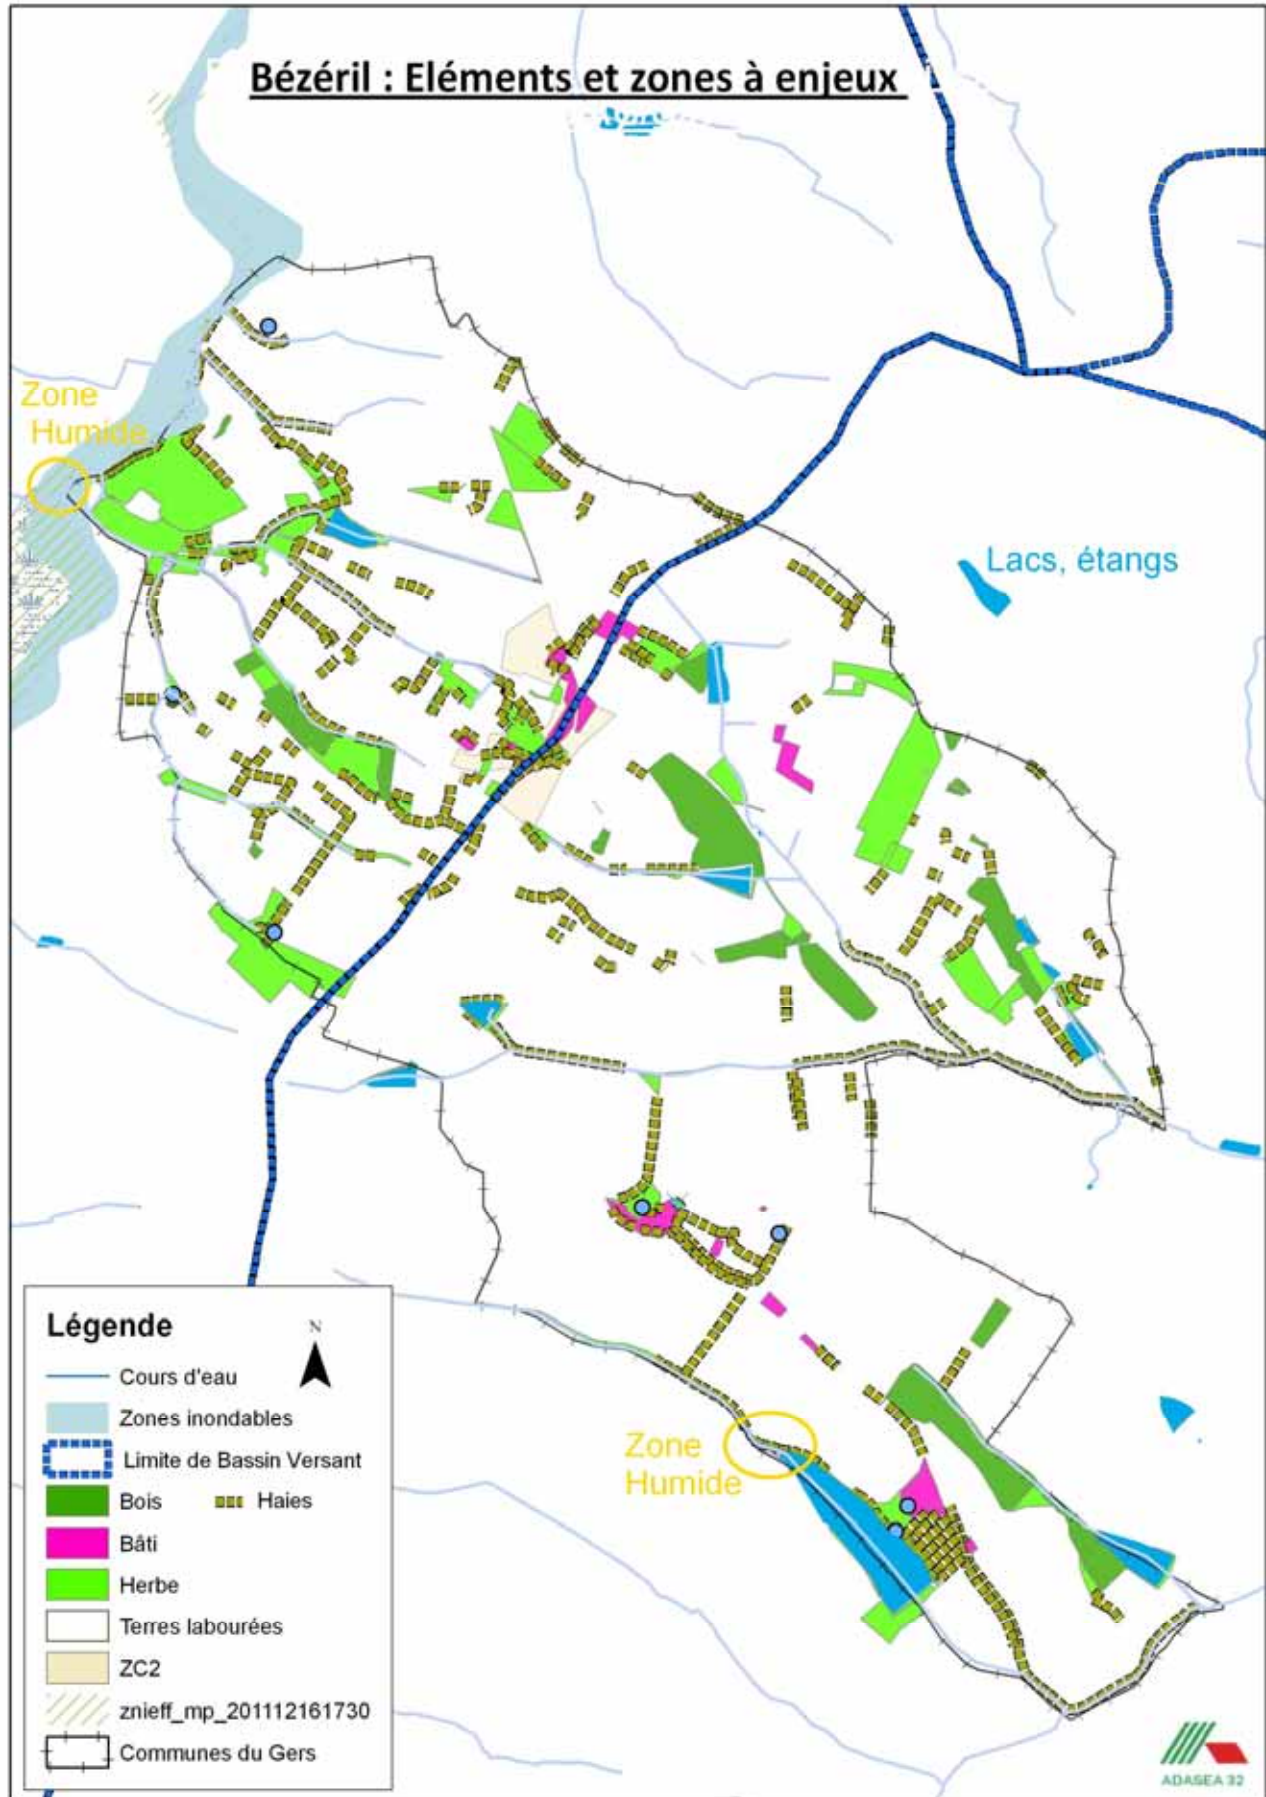 Bézéril : Eléments et zones à enjeux
Zone
Humide
Lacs, étangs
Zone
Humide
Légende
N
Cours d'eau
Zones inondables
Limite de Bassin Versant
Bois
Haies
Bâti
Herbe
Terres labourées
ZC2
znieff_mp_201112161730
Communes du Gers
ADASEA 32